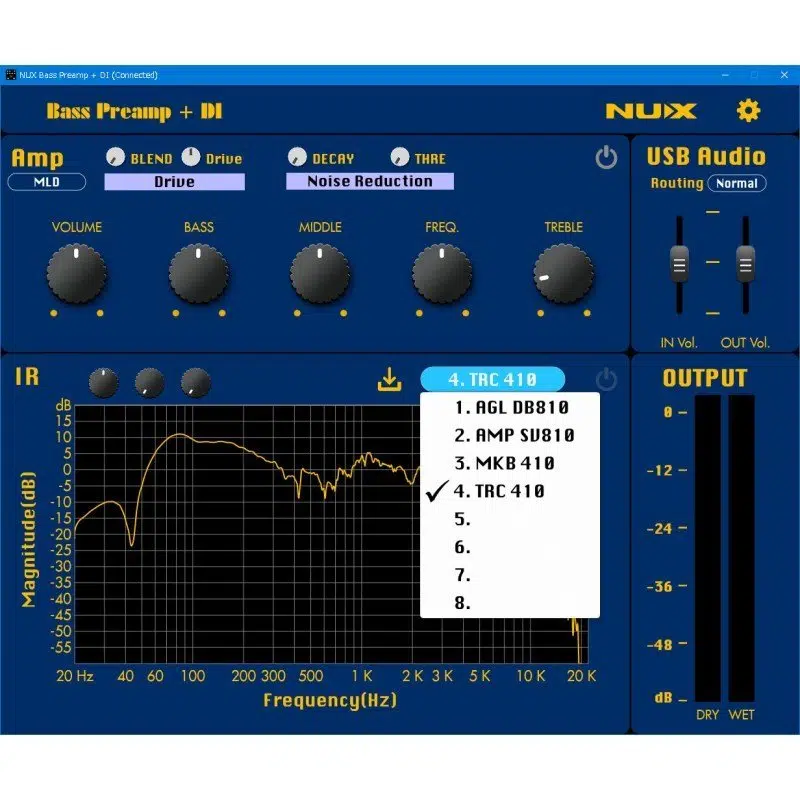 NUX Bass Preamp + DI (Connected)
Bass Preamp + DI
NUX
Amp
BLEND Drive
DECAY THRE
MLD
Drive
Noise Reduction
VOLUME
BASS
MIDDLE
FREQ.
TREBLE
USB Audio
Routing Normal
IN Vol. OUT Vol.
IR
4. TRC 410
1. AGL DB810
2. AMP SV810
3. MKB 410
4. TRC 410
5.
6.
7.
8.
dB
15
10
5
0
-5
-10
-15
-20
-25
-30
-35
-40
-45
-50
-55
Magnitude(dB)
20 Hz 40 60 100 200 300 500 1 K 2 K 3 K 5 K 10 K 20 K
Frequency(Hz)
OUTPUT
0
-12
-24
-36
-48
dB
DRY WET